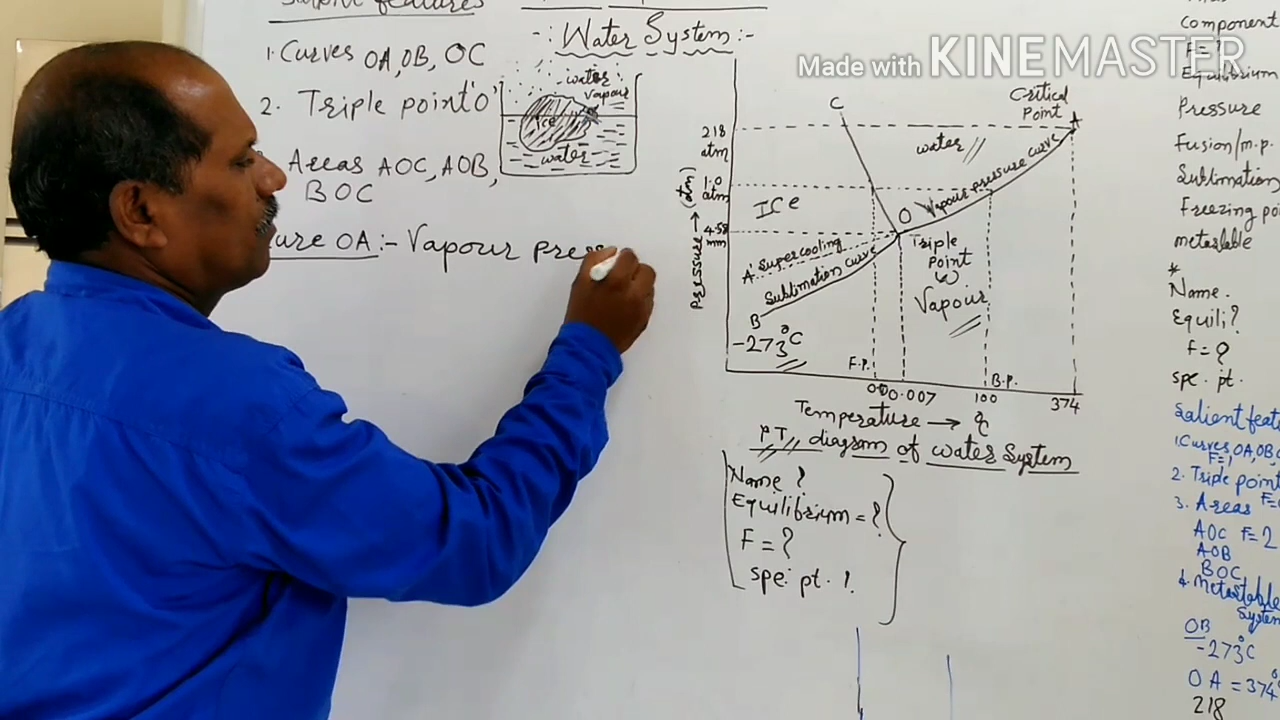 Salient features
-: Water System:-
1. Curves OA, OB, OC
2. Triple point 'O'
Areas AOC, AOB,
BOC
Curve OA:- Vapour press
water
vapour
Ice
water
Made with KINEMASTER
C
Critical
Point
A
218
atm
water
1.0
atm
Vapour pressure curve
ICe
O
4.58
mm
Pressure → (atm)
Triple
Point
A' Supercooling
Sublimation curve
Vapour
B
-273°C
F.P.
B.P.
0.007
100
374
Temperature →
PT diagram of water System
Name ?
Equilibrium = ?
F = ?
Spe. pt. ?
Component
F = ?
Equilibrium
Pressure
Fusion/m.p.
Sublimation
Freezing poi
metastable
*
Name.
Equili?
F = ?
Spe. pt.
Salient featu
1. Curves OA, OB,
F=1
2. Triple point
3. Areas
AOC F= 2
AOB
BOC
4. Metastable
System
OB
-273°C
OA = 374°
218